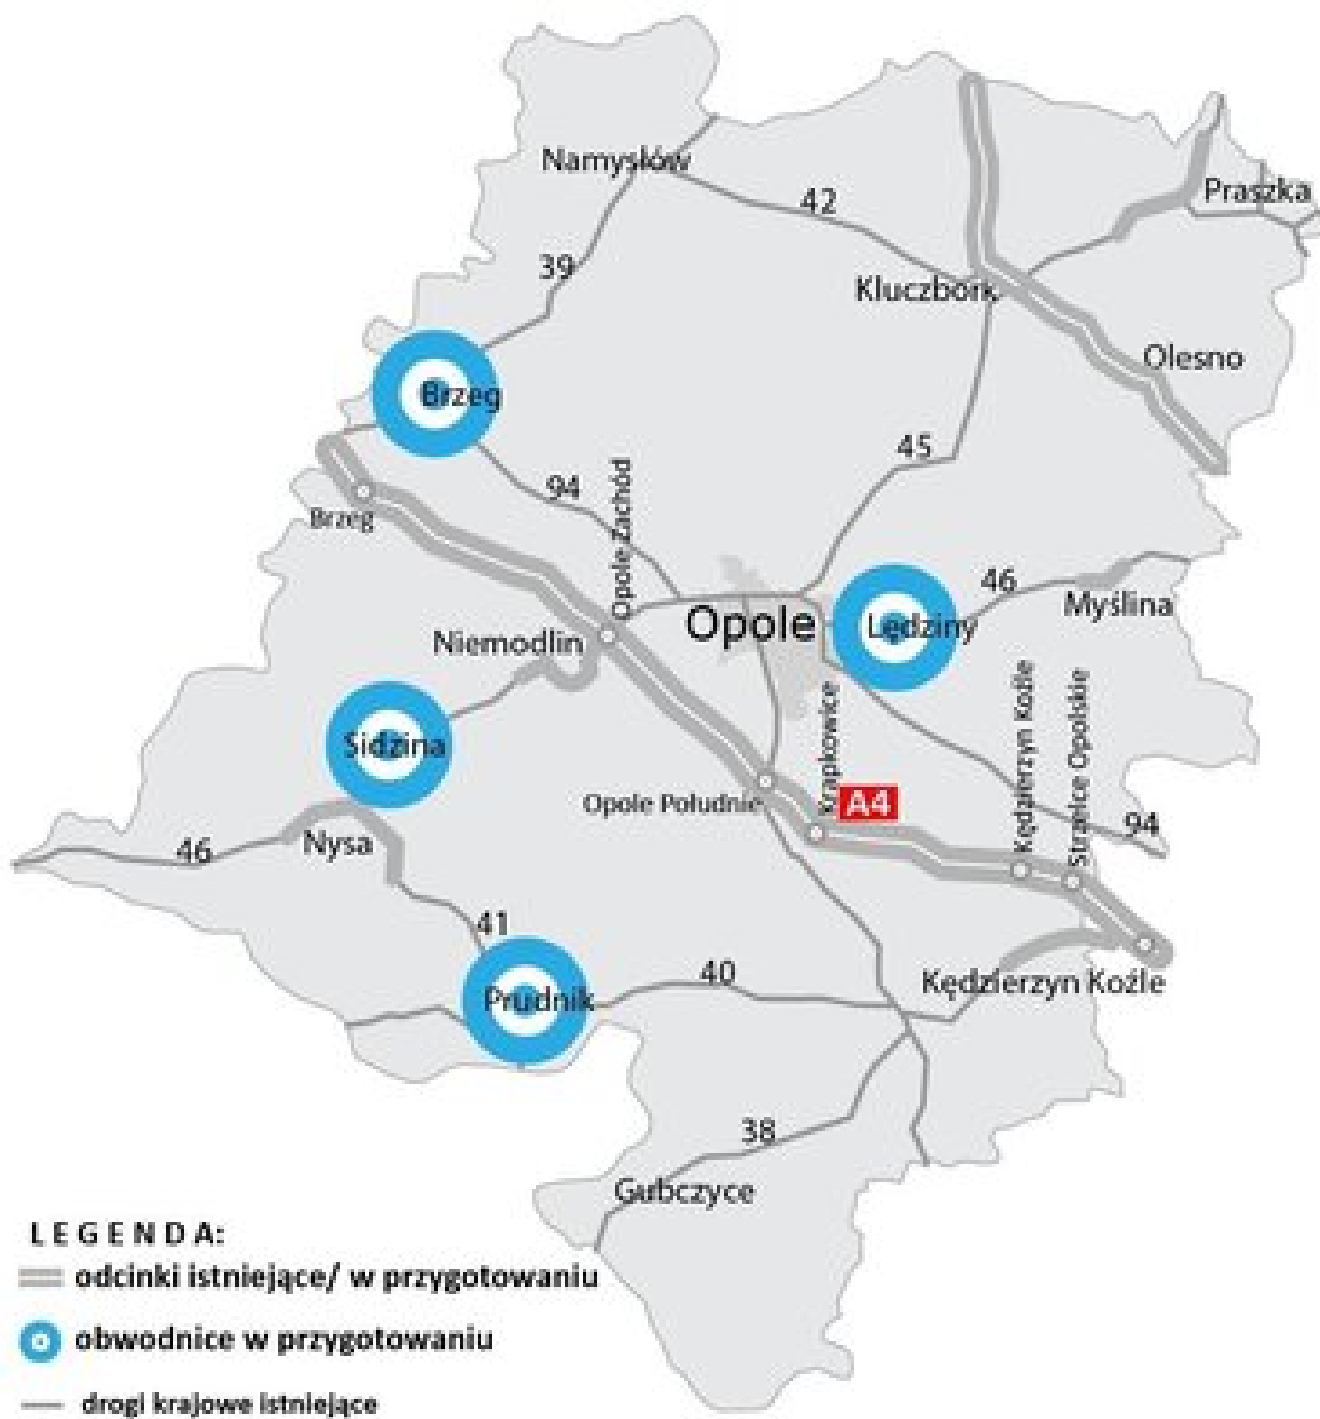 Namysłów
42
Praszka
39
Kluczbork
Olesno
Brzeg
45
94
Brzeg
Opole Zachód
46
Myślina
Opole
Lędziny
Niemodlin
Sidzina
Kędzierzyn Koźle
Strzelce Opolskie
Krapkowice
Opole Południe
A4
94
Nysa
46
41
40
Kędzierzyn Koźle
Prudnik
38
Gubczyce
LEGENDA:
odcinki istniejące/ w przygotowaniu
obwodnice w przygotowaniu
drogi krajowe istniejące